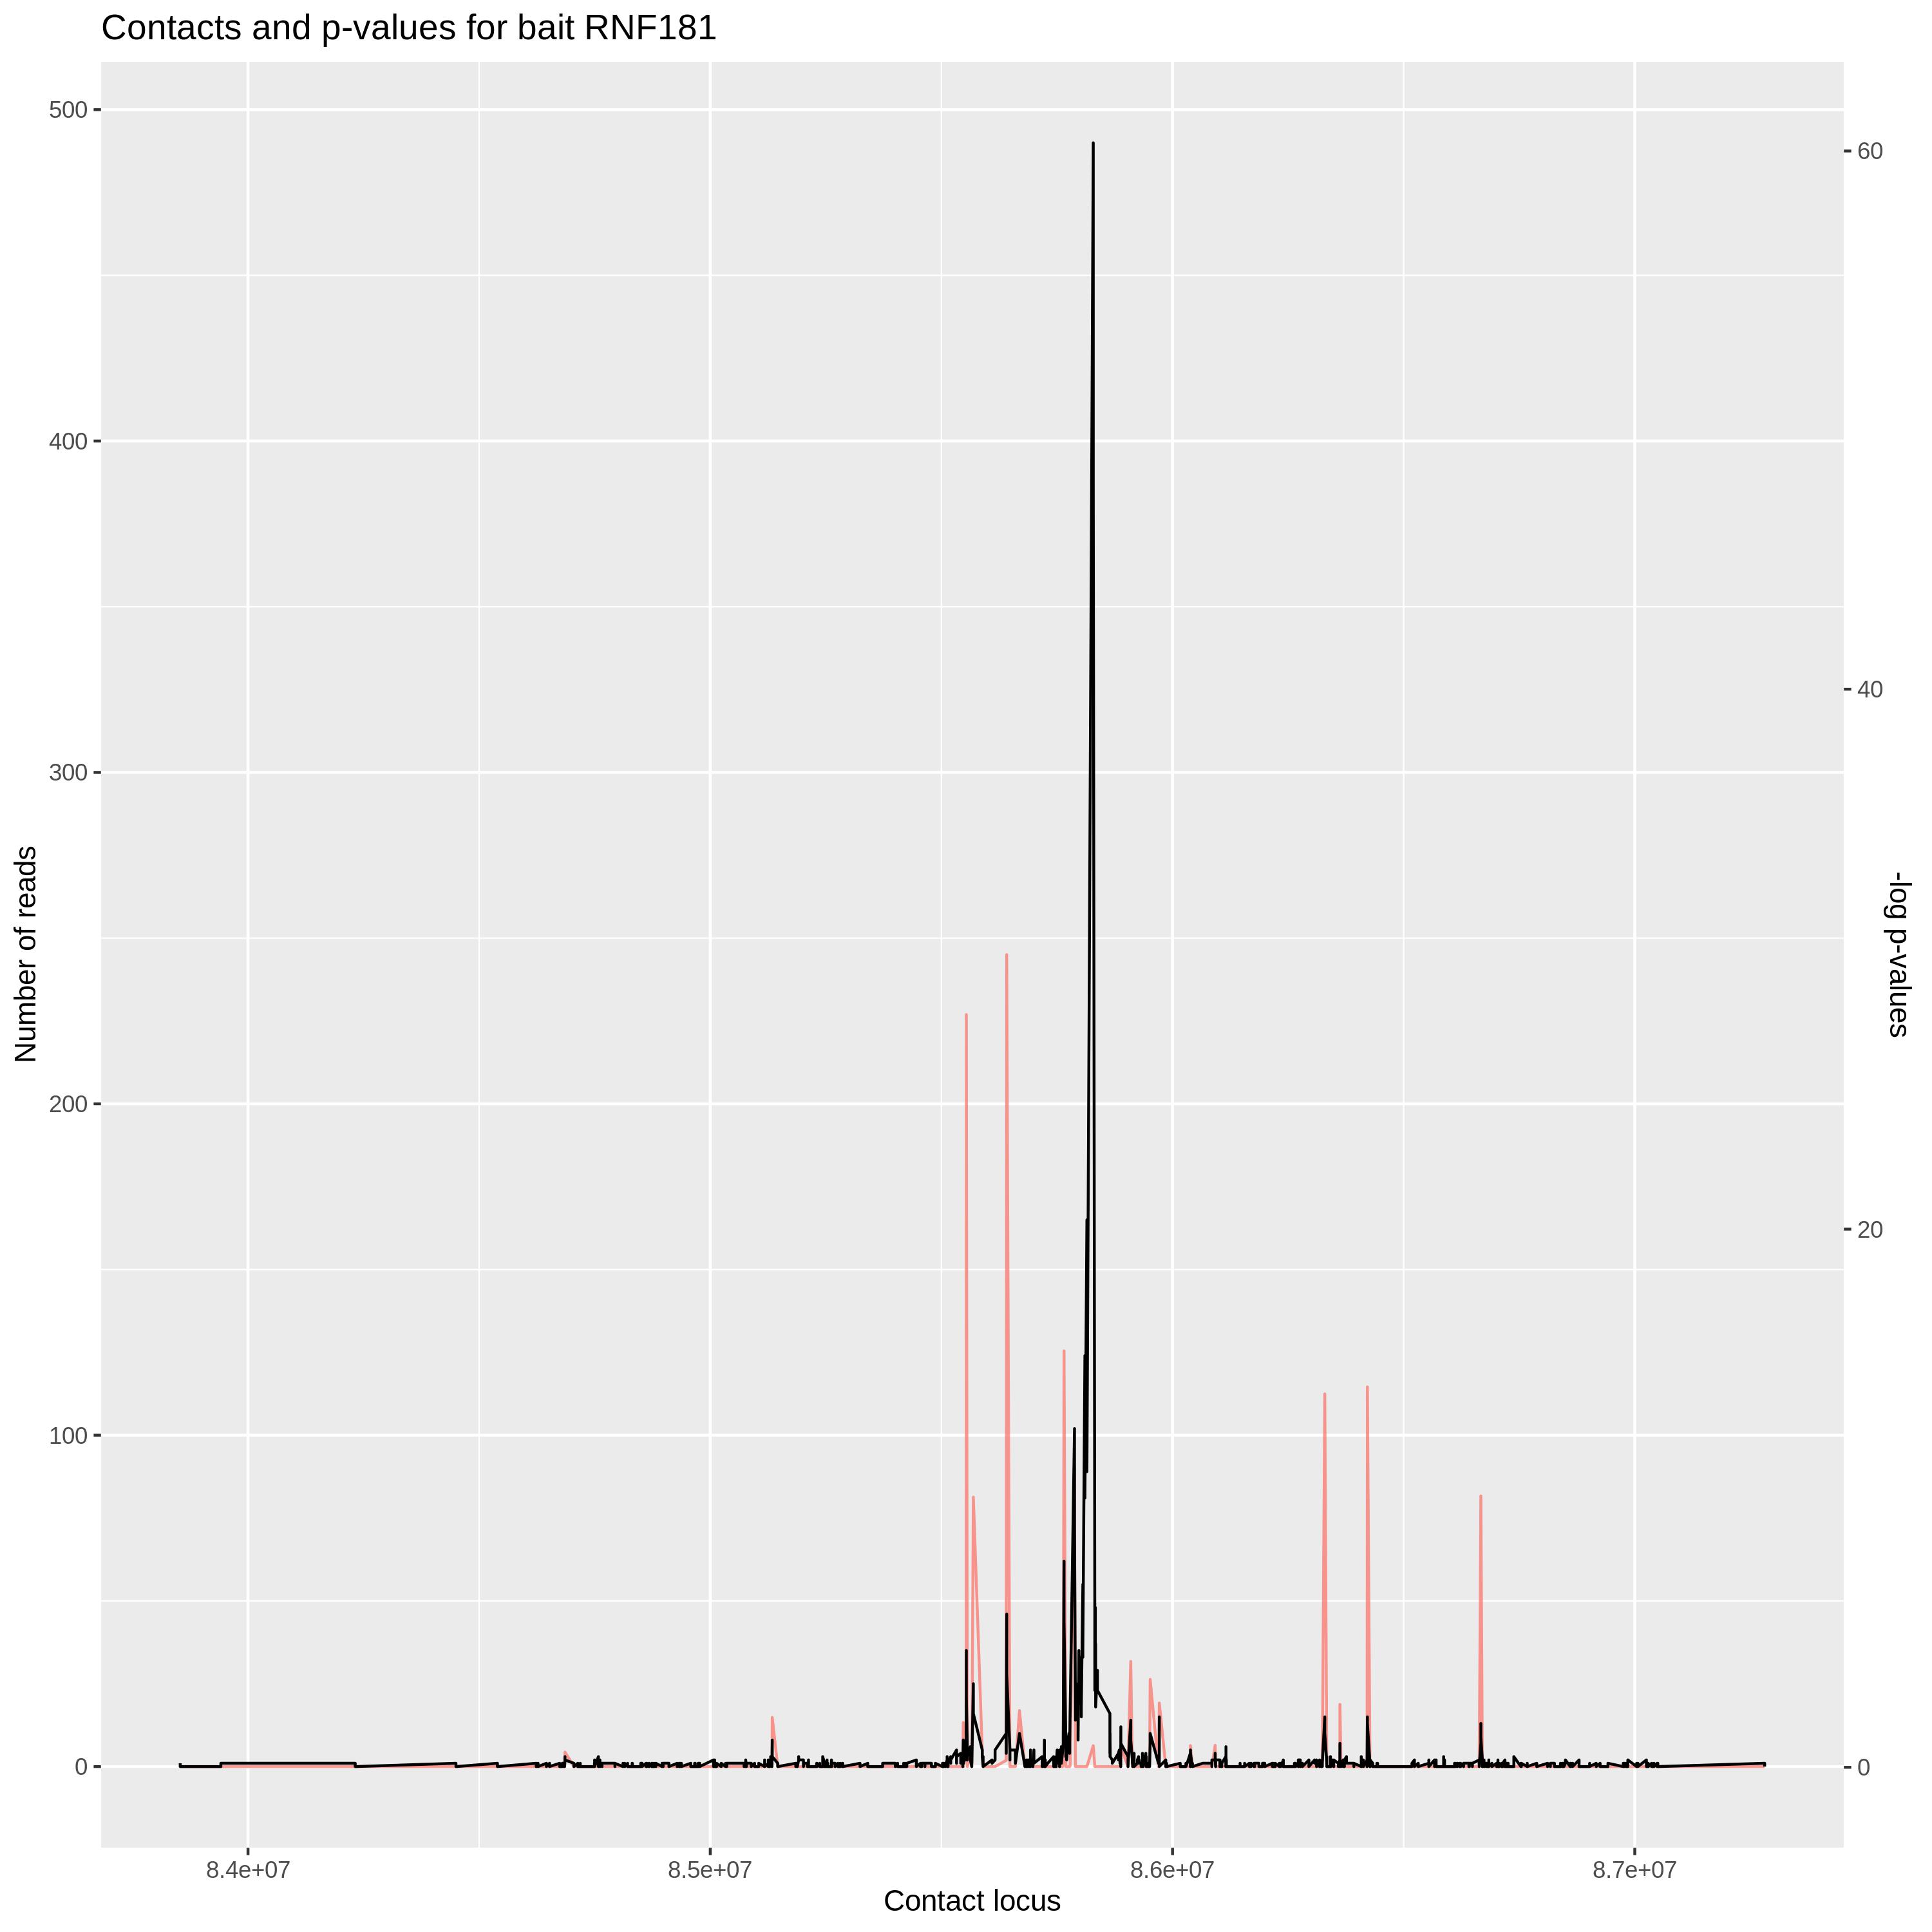 Contacts and p-values for bait RNF181
500
400
300
200
100
0
60
40
20
0
Number of reads
-log p-values
8.4e+07
8.5e+07
8.6e+07
8.7e+07
Contact locus